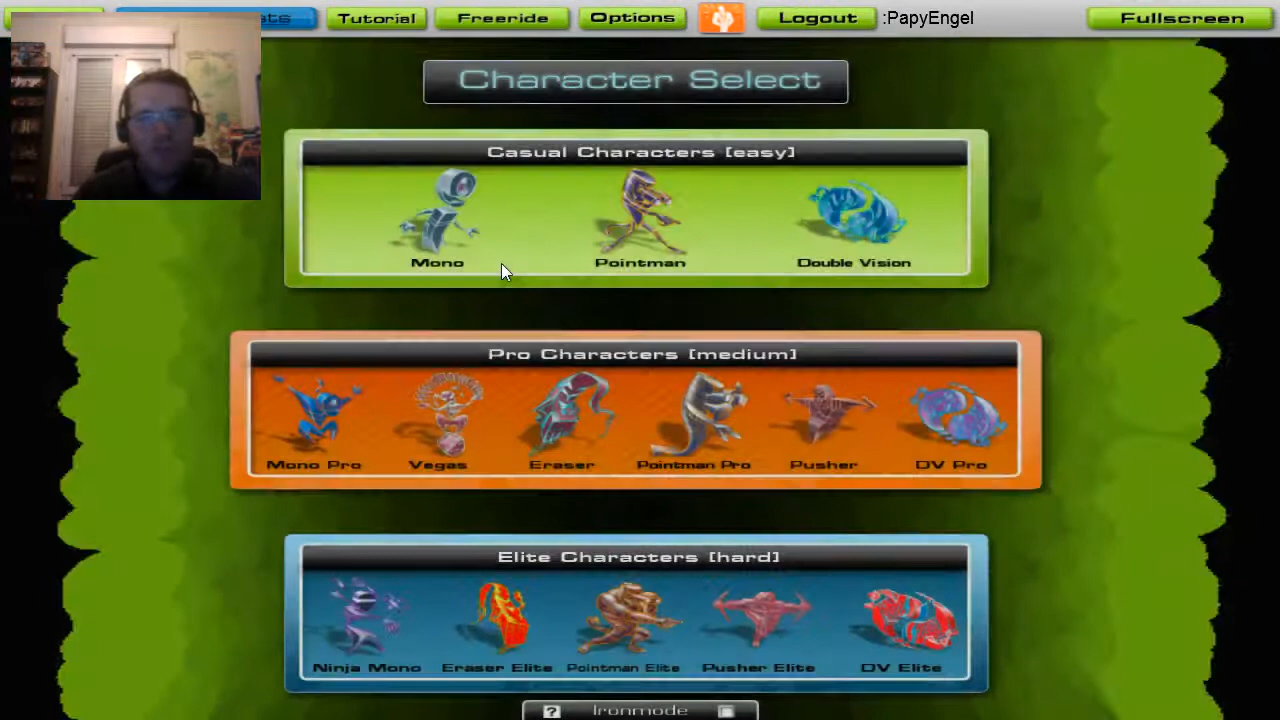 Tutorial Freeride Options Logout :PapyEngel Fullscreen
Character Select
Casual Characters [easy]
Mono Pointman Double Vision
Pro Characters [medium]
Mono Pro Vegas Eraser Pointman Pro Pusher DV Pro
Elite Characters [hard]
Ninja Mono Eraser Elite Pointman Elite Pusher Elite DV Elite
? Ironmode